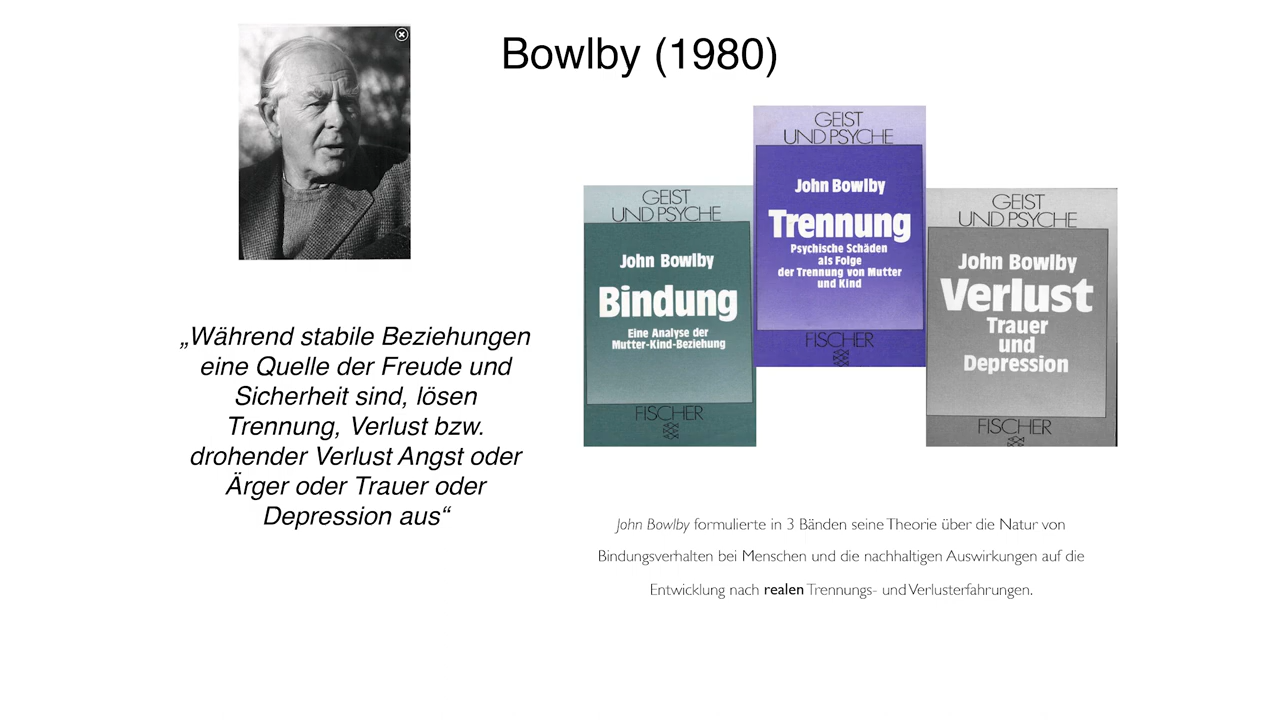 Bowlby (1980)
GEIST
UND PSYCHE
John Bowlby
Bindung
Eine Analyse der
Mutter-Kind-Beziehung
FISCHER
GEIST
UND PSYCHE
John Bowlby
Trennung
Psychische Schäden
als Folge
der Trennung von Mutter
und Kind
FISCHER
GEIST
UND PSYCHE
John Bowlby
Verlust
Trauer
und
Depression
FISCHER
„Während stabile Beziehungen
eine Quelle der Freude und
Sicherheit sind, lösen
Trennung, Verlust bzw.
drohender Verlust Angst oder
Ärger oder Trauer oder
Depression aus“
John Bowlby formulierte in 3 Bänden seine Theorie über die Natur von
Bindungsverhalten bei Menschen und die nachhaltigen Auswirkungen auf die
Entwicklung nach realen Trennungs- und Verlusterfahrungen.